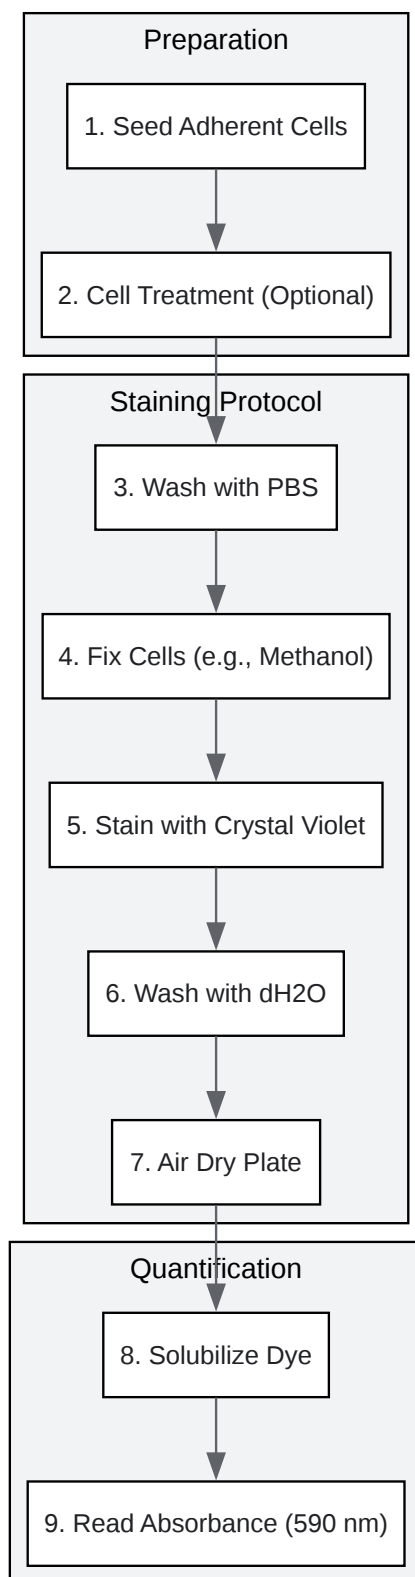 Preparation
1. Seed Adherent Cells
2. Cell Treatment (Optional)
Staining Protocol
3. Wash with PBS
4. Fix Cells (e.g., Methanol)
5. Stain with Crystal Violet
6. Wash with dH2O
7. Air Dry Plate
Quantification
8. Solubilize Dye
9. Read Absorbance (590 nm)